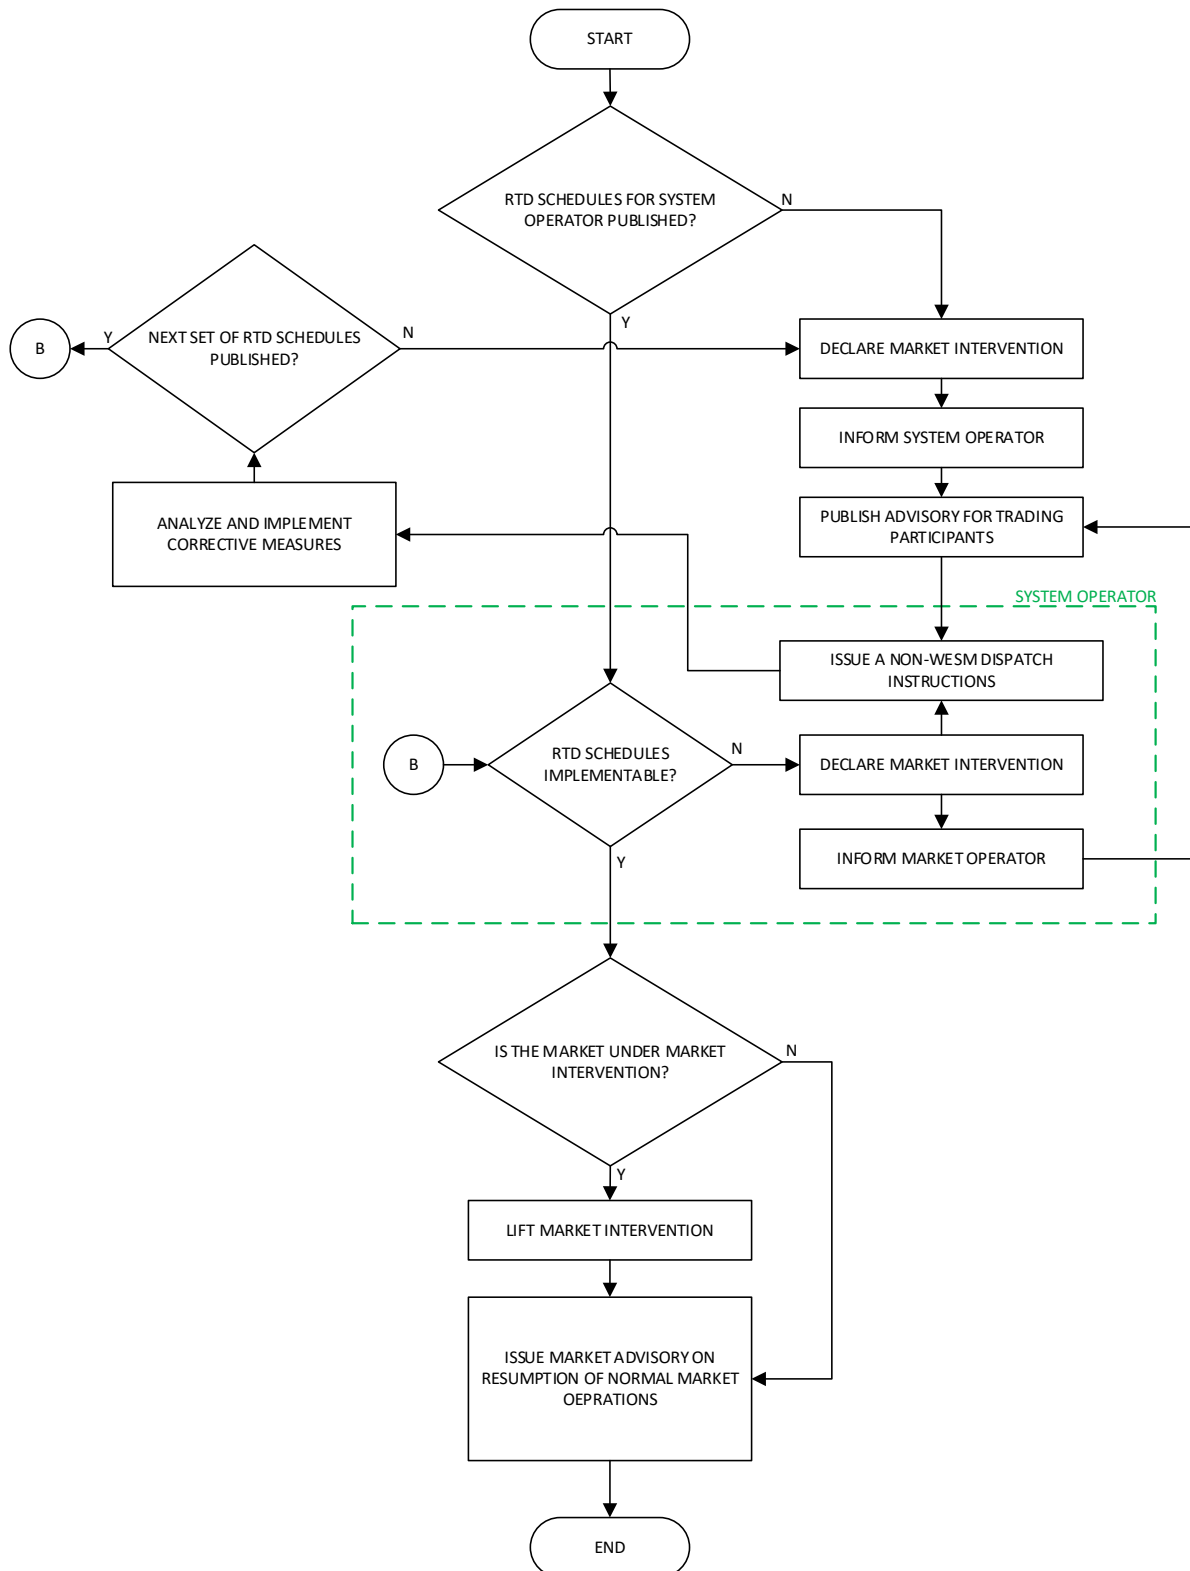 START
RTD SCHEDULES FOR SYSTEM
OPERATOR PUBLISHED?
N
Y
NEXT SET OF RTD SCHEDULES
PUBLISHED?
Y
N
B
DECLARE MARKET INTERVENTION
INFORM SYSTEM OPERATOR
PUBLISH ADVISORY FOR TRADING
PARTICIPANTS
ANALYZE AND IMPLEMENT
CORRECTIVE MEASURES
SYSTEM OPERATOR
ISSUE A NON-WESM DISPATCH
INSTRUCTIONS
B
RTD SCHEDULES
IMPLEMENTABLE?
N
Y
DECLARE MARKET INTERVENTION
INFORM MARKET OPERATOR
IS THE MARKET UNDER MARKET
INTERVENTION?
N
Y
LIFT MARKET INTERVENTION
ISSUE MARKET ADVISORY ON
RESUMPTION OF NORMAL MARKET
OEPRATIONS
END